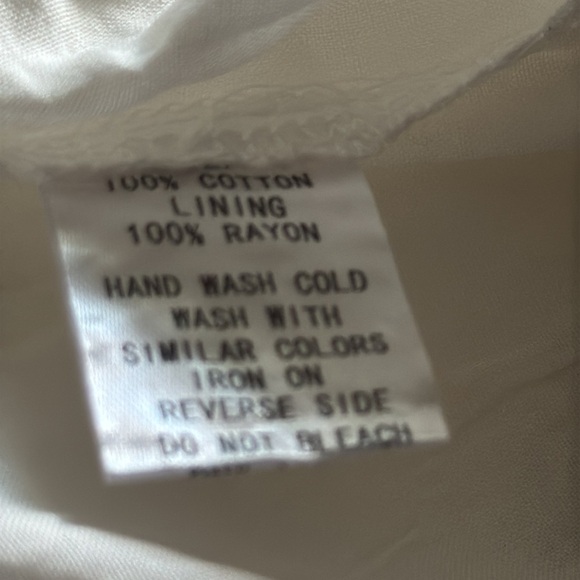 100% COTTON
LINING
100% RAYON
HAND WASH COLD
WASH WITH
SIMILAR COLORS
IRON ON
REVERSE SIDE
DO NOT BLEACH